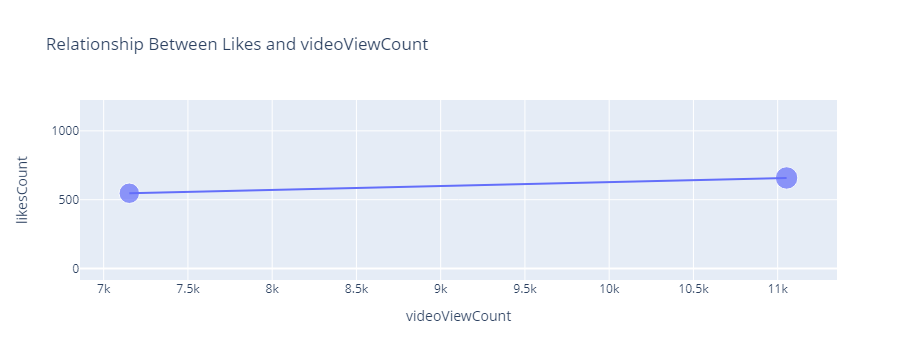 Relationship Between Likes and videoViewCount
likesCount
1000
500
0
7k
7.5k
8k
8.5k
9k
9.5k
10k
10.5k
11k
videoViewCount